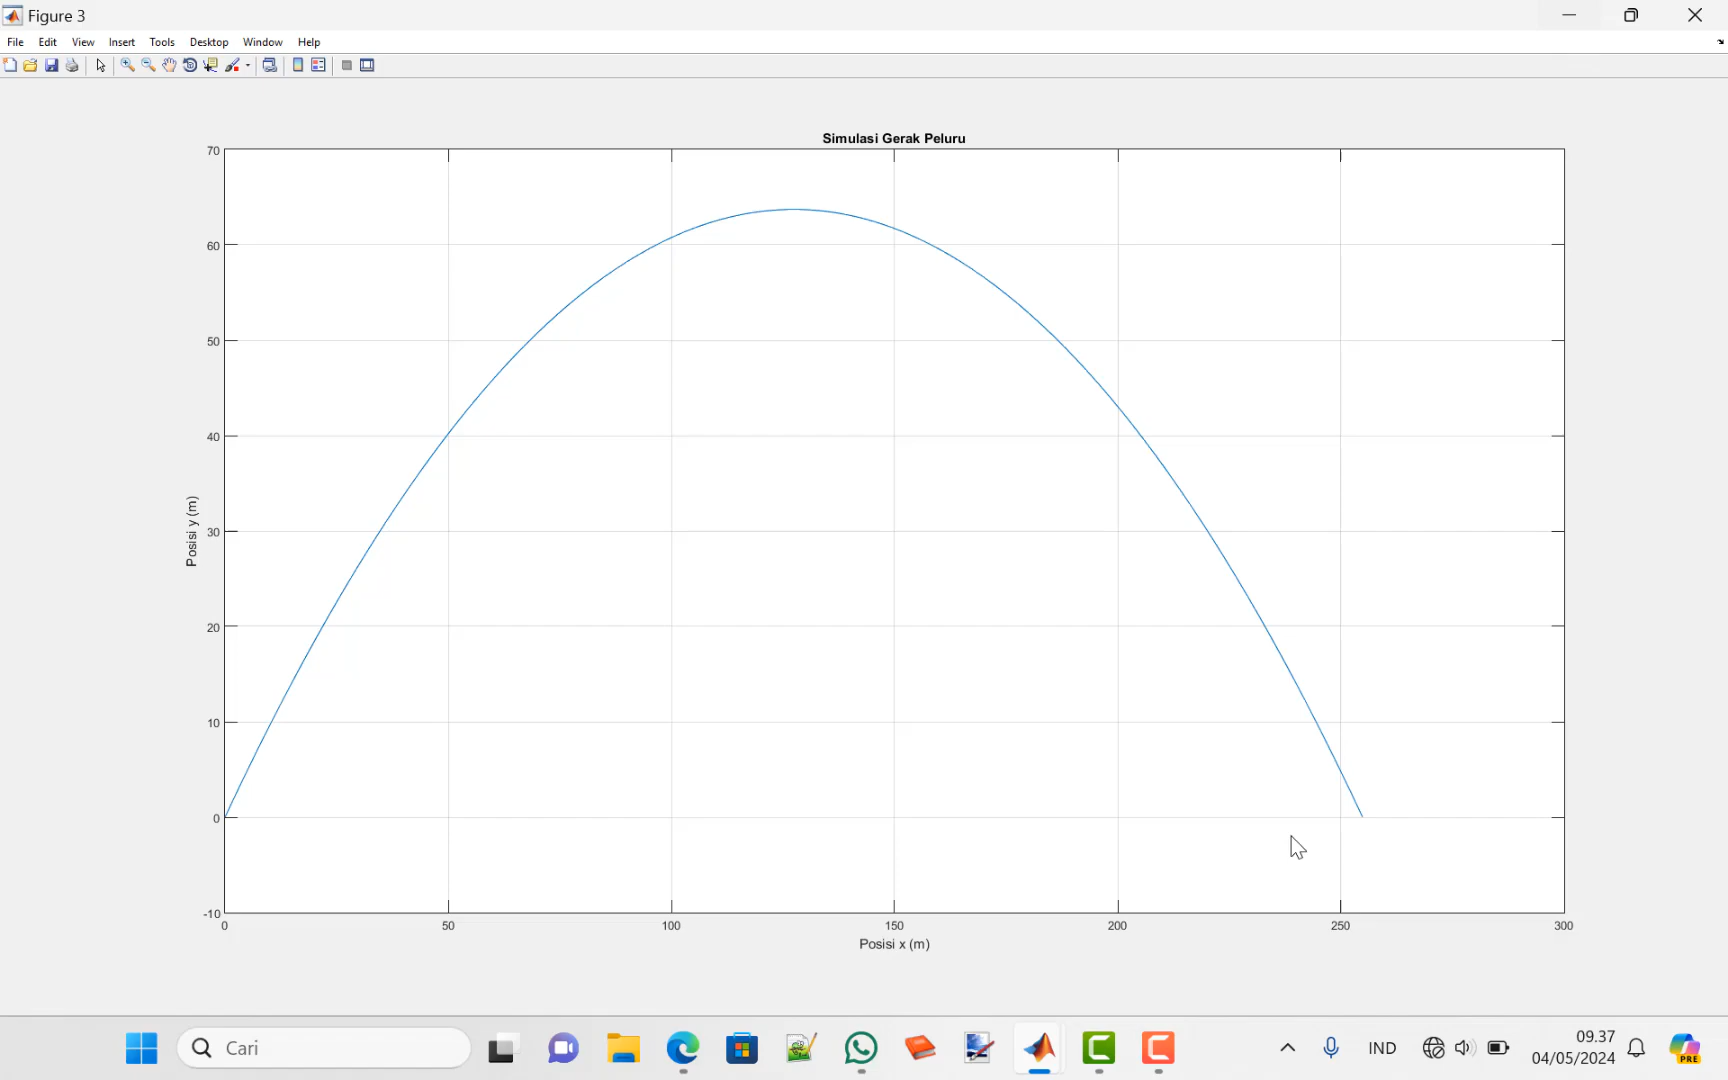 Figure 3
File Edit View Insert Tools Desktop Window Help
Simulasi Gerak Peluru
70
60
50
40
30
20
10
0
-10
Posisi y (m)
0 50 100 150 200 250 300
Posisi x (m)
Cari
IND
09.37
04/05/2024
PRE